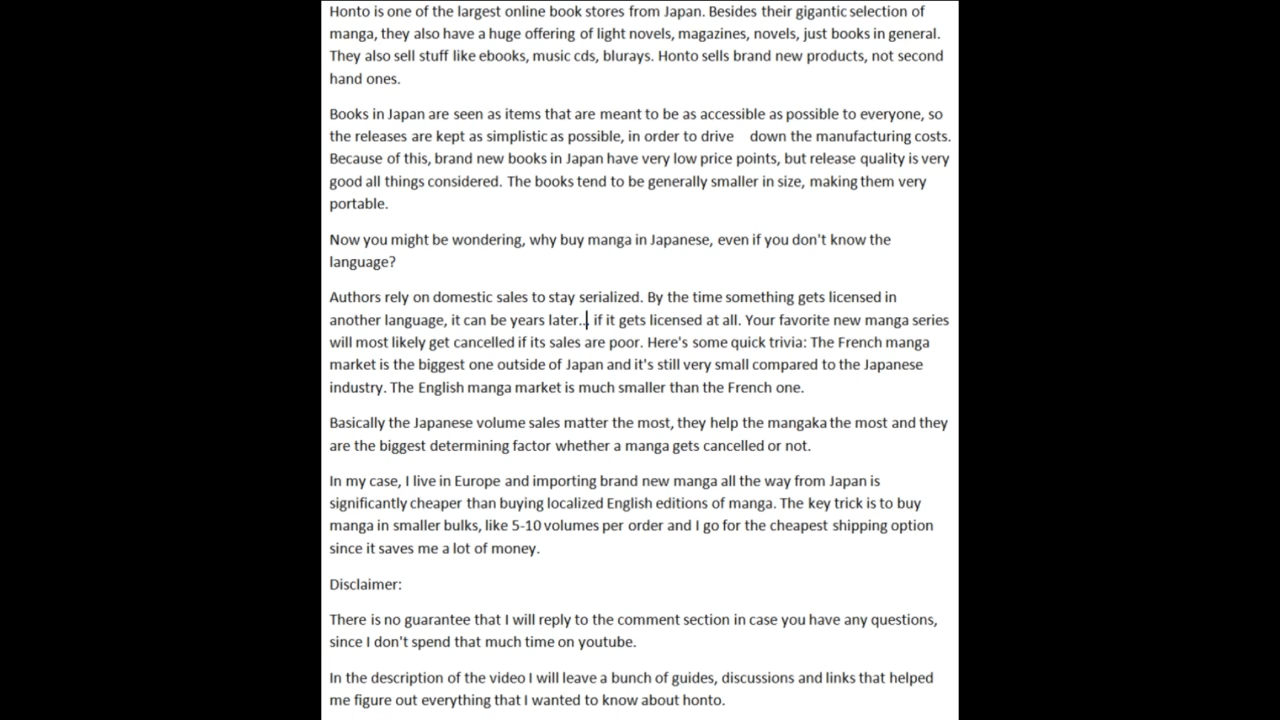 Honto is one of the largest online book stores from Japan. Besides their gigantic selection of
manga, they also have a huge offering of light novels, magazines, novels, just books in general.
They also sell stuff like ebooks, music cds, blurays. Honto sells brand new products, not second
hand ones.
Books in Japan are seen as items that are meant to be as accessible as possible to everyone, so
the releases are kept as simplistic as possible, in order to drive    down the manufacturing costs.
Because of this, brand new books in Japan have very low price points, but release quality is very
good all things considered. The books tend to be generally smaller in size, making them very
portable.
Now you might be wondering, why buy manga in Japanese, even if you don't know the
language?
Authors rely on domestic sales to stay serialized. By the time something gets licensed in
another language, it can be years later... if it gets licensed at all. Your favorite new manga series
will most likely get cancelled if its sales are poor. Here's some quick trivia: The French manga
market is the biggest one outside of Japan and it's still very small compared to the Japanese
industry. The English manga market is much smaller than the French one.
Basically the Japanese volume sales matter the most, they help the mangaka the most and they
are the biggest determining factor whether a manga gets cancelled or not.
In my case, I live in Europe and importing brand new manga all the way from Japan is
significantly cheaper than buying localized English editions of manga. The key trick is to buy
manga in smaller bulks, like 5-10 volumes per order and I go for the cheapest shipping option
since it saves me a lot of money.
Disclaimer:
There is no guarantee that I will reply to the comment section in case you have any questions,
since I don't spend that much time on youtube.
In the description of the video I will leave a bunch of guides, discussions and links that helped
me figure out everything that I wanted to know about honto.